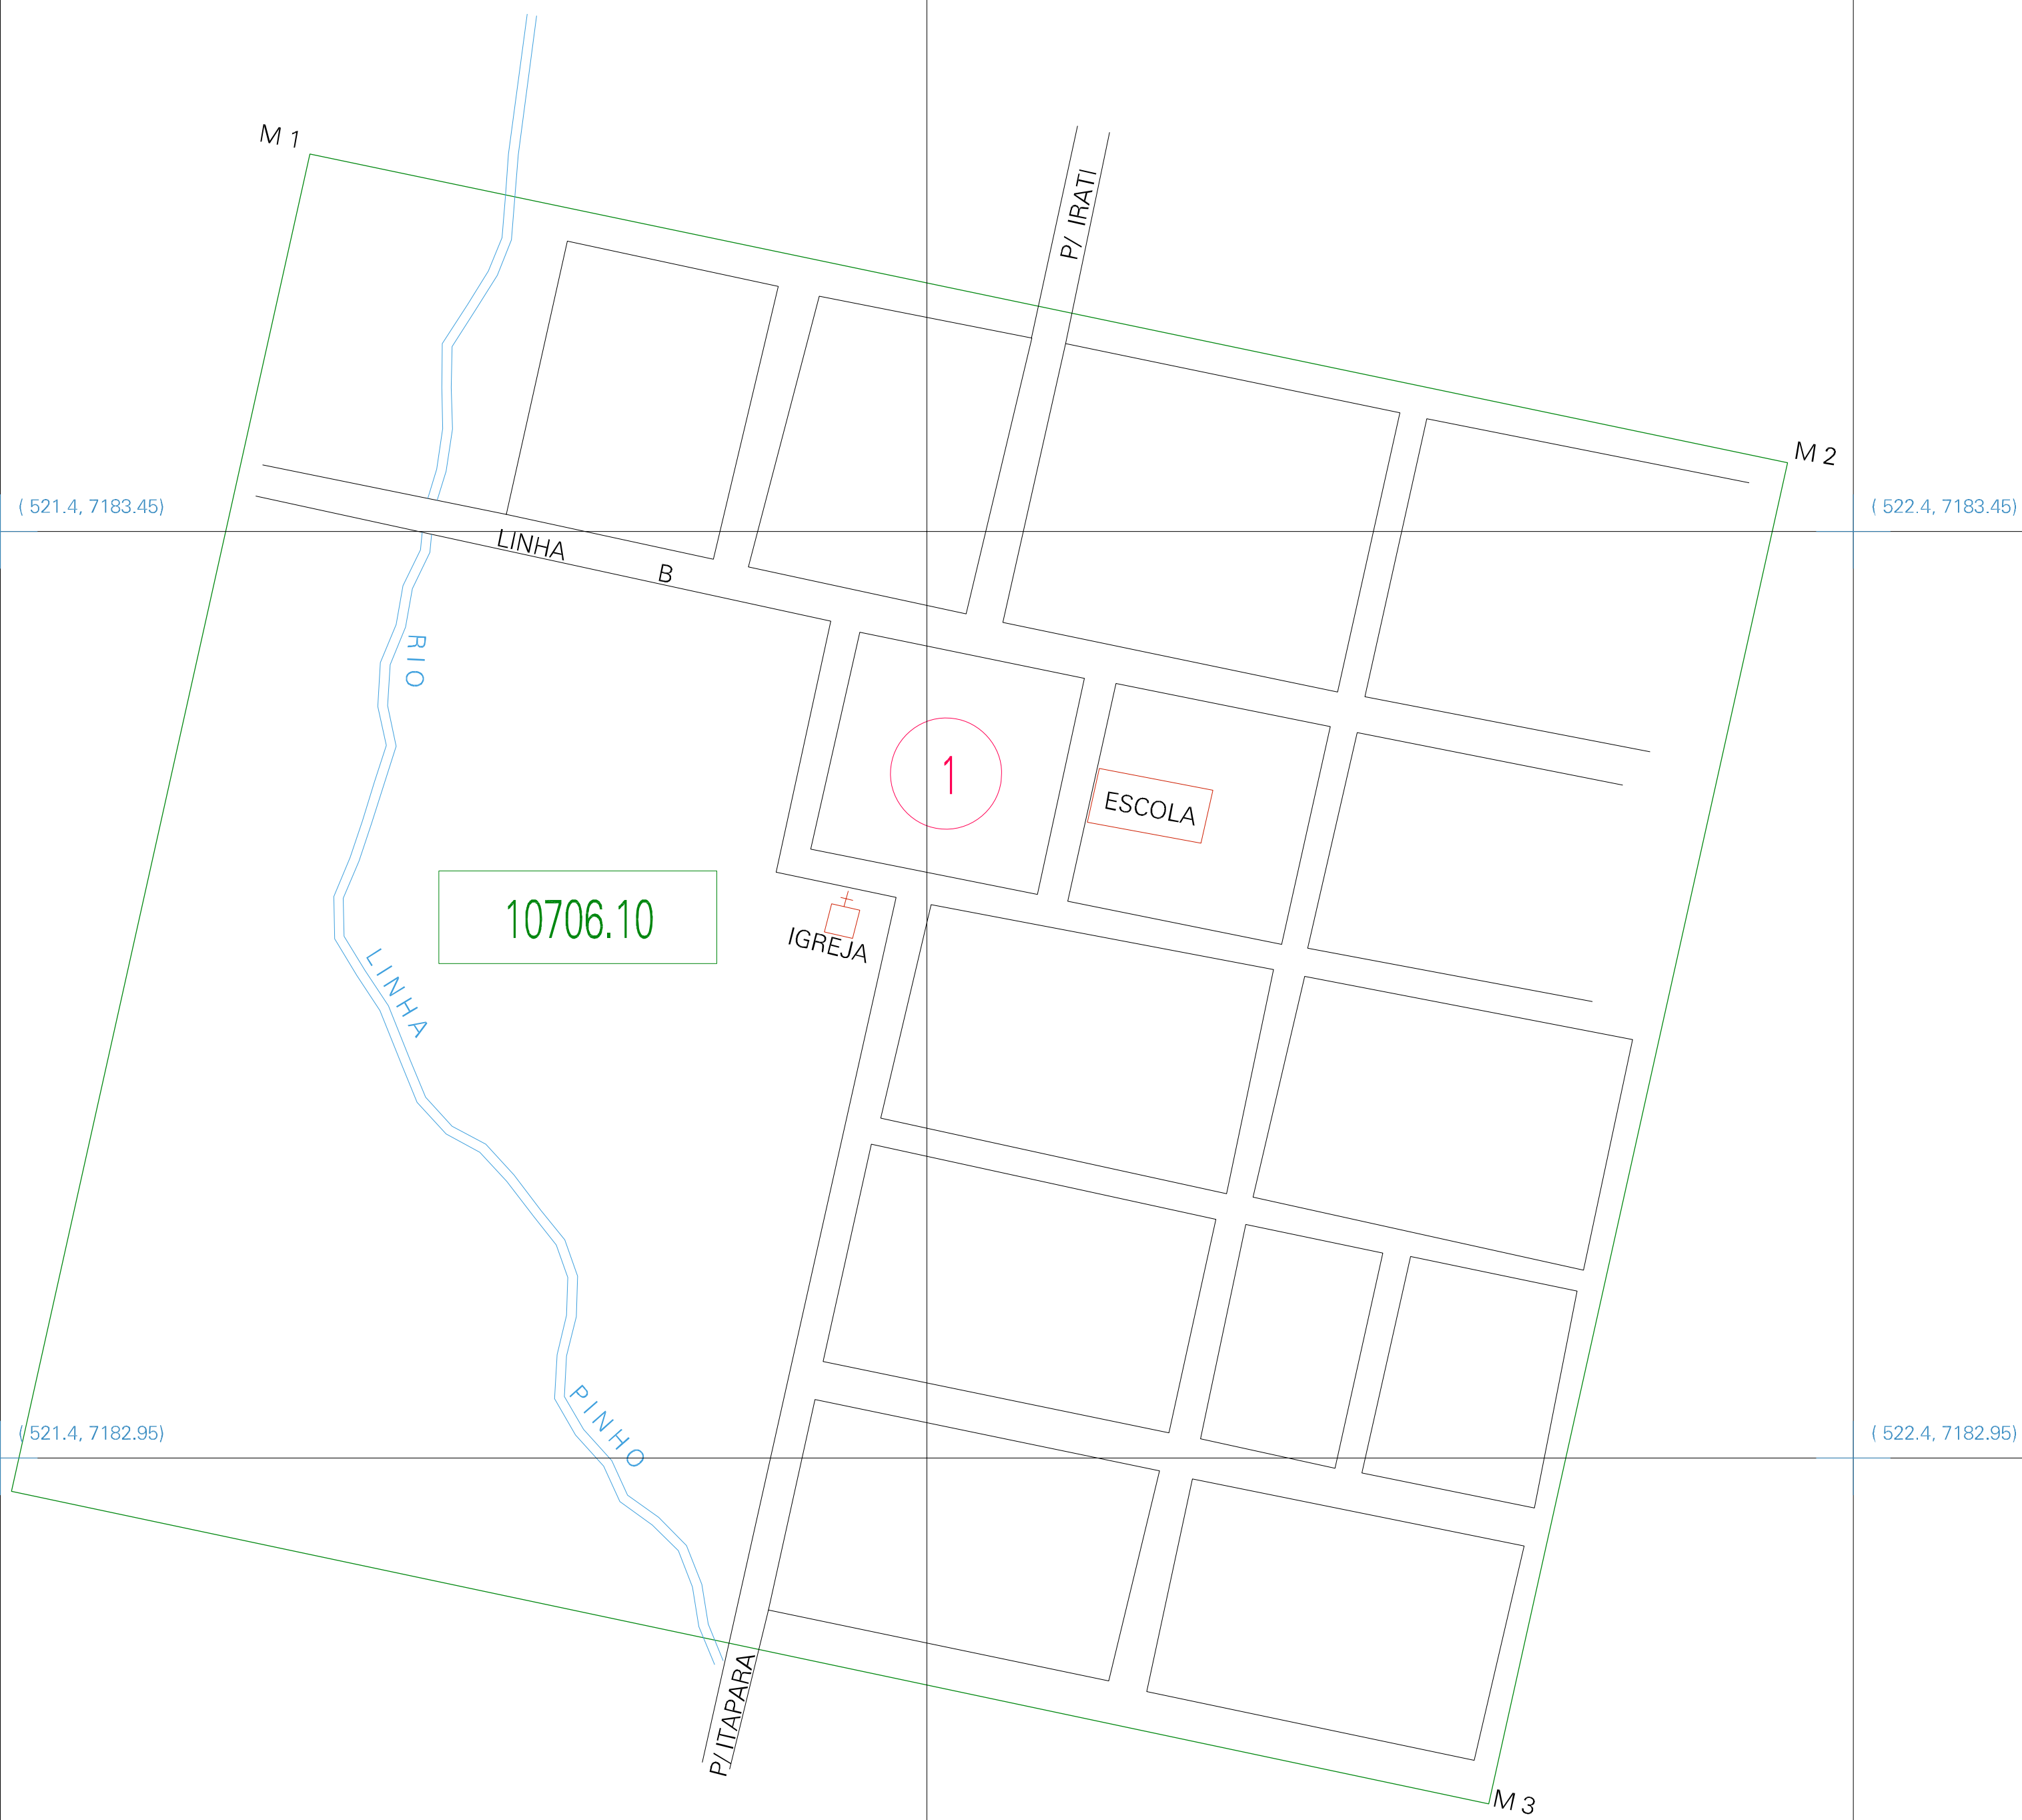 M 1
P/ IRATI
M 2
( 521.4, 7183.45)
( 522.4, 7183.45)
LINHA B
RIO LINHA PINHO
1
ESCOLA
10706.10
IGREJA
( 521.4, 7182.95)
( 522.4, 7182.95)
P/ ITAPARA
M 3